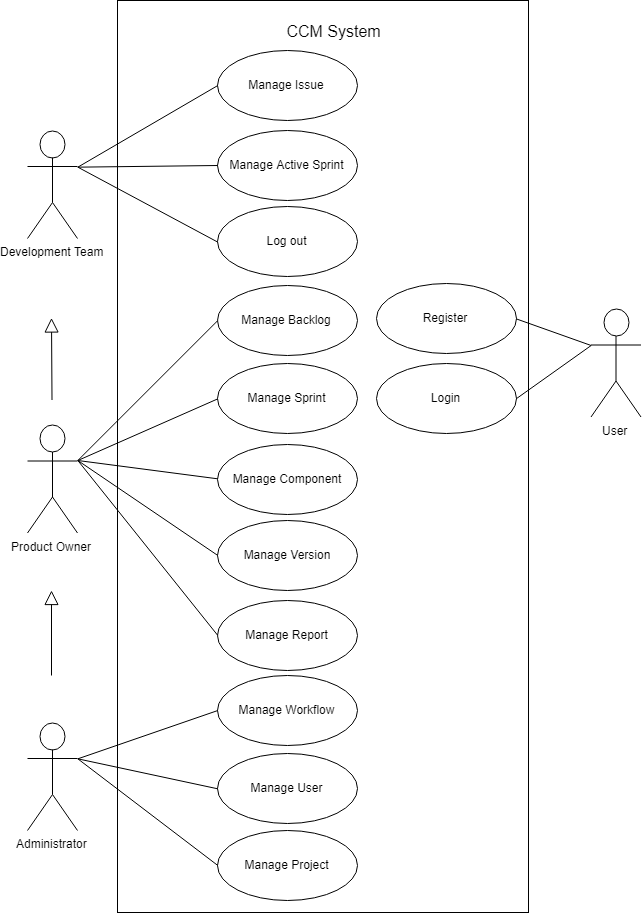 CCM System
Manage Issue
Manage Active Sprint
Log out
Development Team
Manage Backlog
Register
Manage Sprint
Login
User
Manage Component
Product Owner
Manage Version
Manage Report
Manage Workflow
Manage User
Administrator
Manage Project